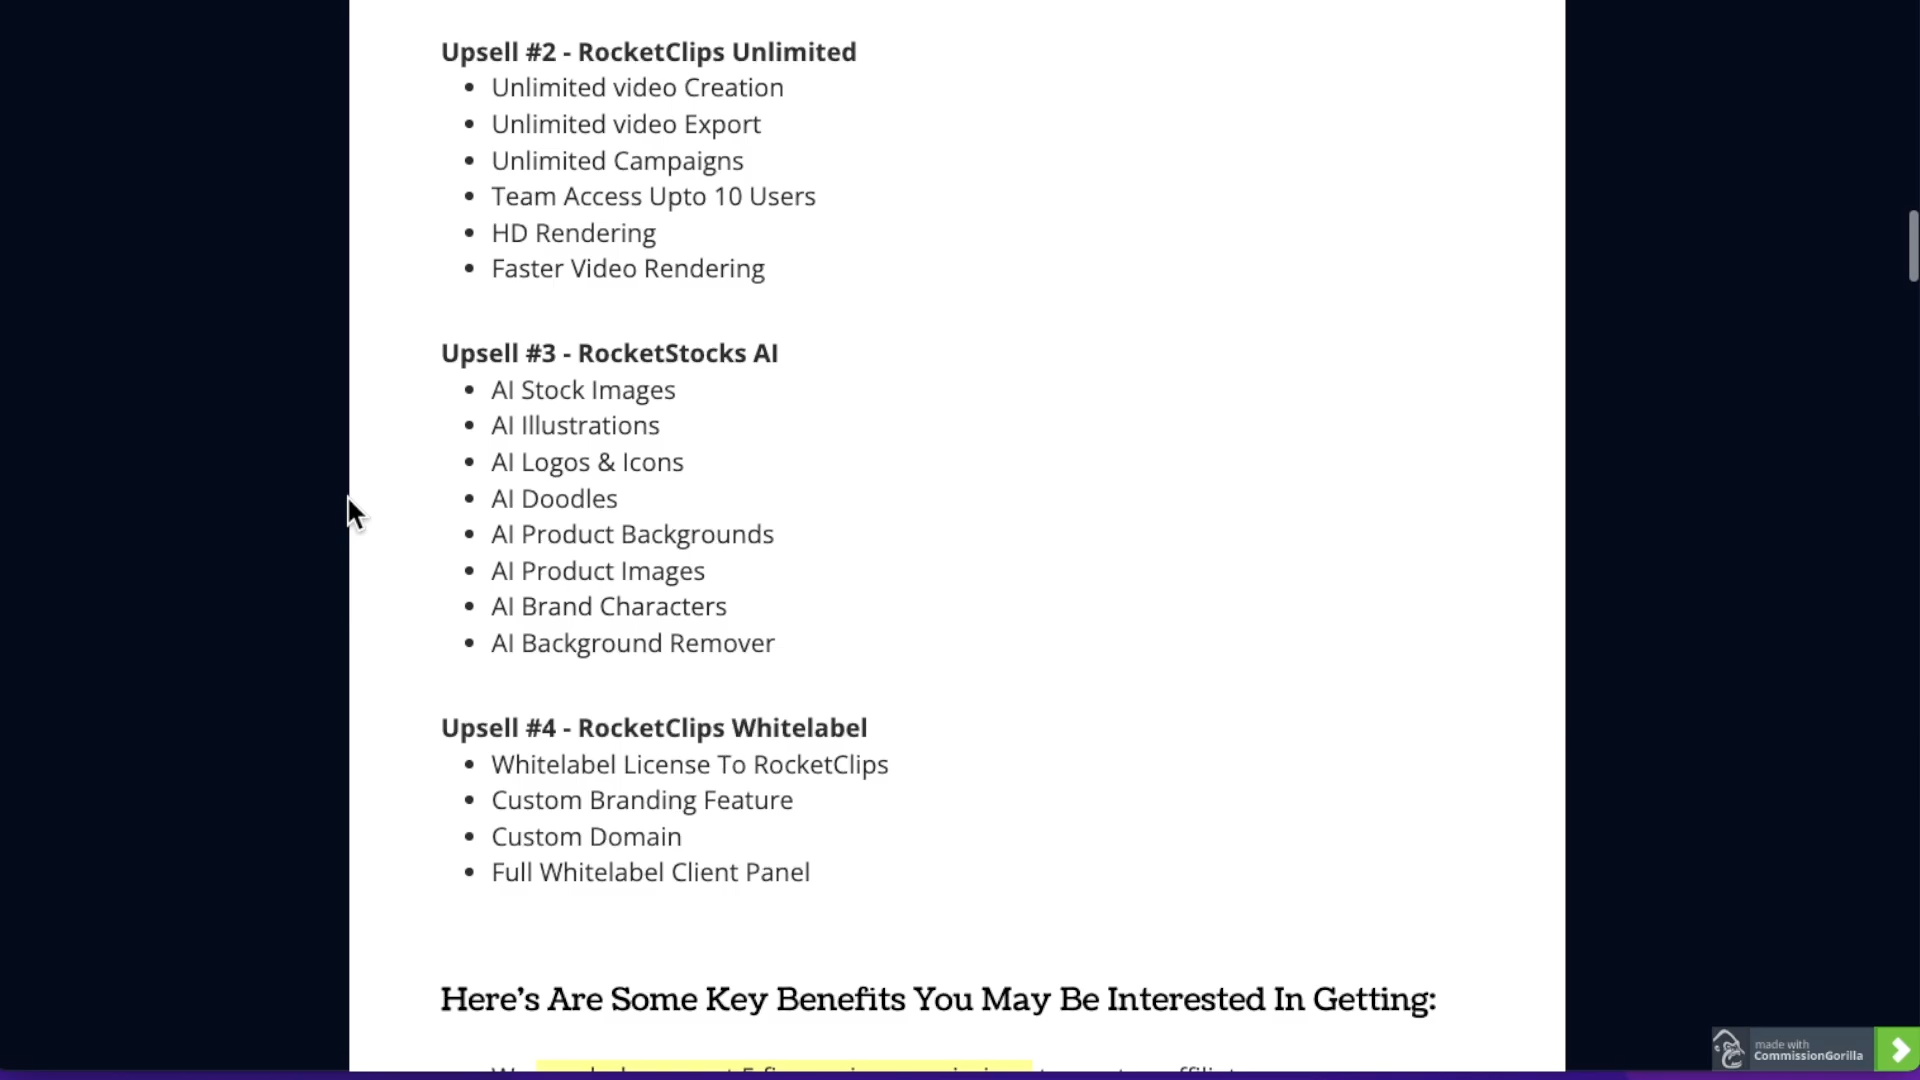 Upsell #2 - RocketClips Unlimited
• Unlimited video Creation
• Unlimited video Export
• Unlimited Campaigns
• Team Access Upto 10 Users
• HD Rendering
• Faster Video Rendering
Upsell #3 - RocketStocks AI
• AI Stock Images
• AI Illustrations
• AI Logos & Icons
• AI Doodles
• AI Product Backgrounds
• AI Product Images
• AI Brand Characters
• AI Background Remover
Upsell #4 - RocketClips Whitelabel
• Whitelabel License To RocketClips
• Custom Branding Feature
• Custom Domain
• Full Whitelabel Client Panel
Here's Are Some Key Benefits You May Be Interested In Getting:
made with
CommissionGorilla